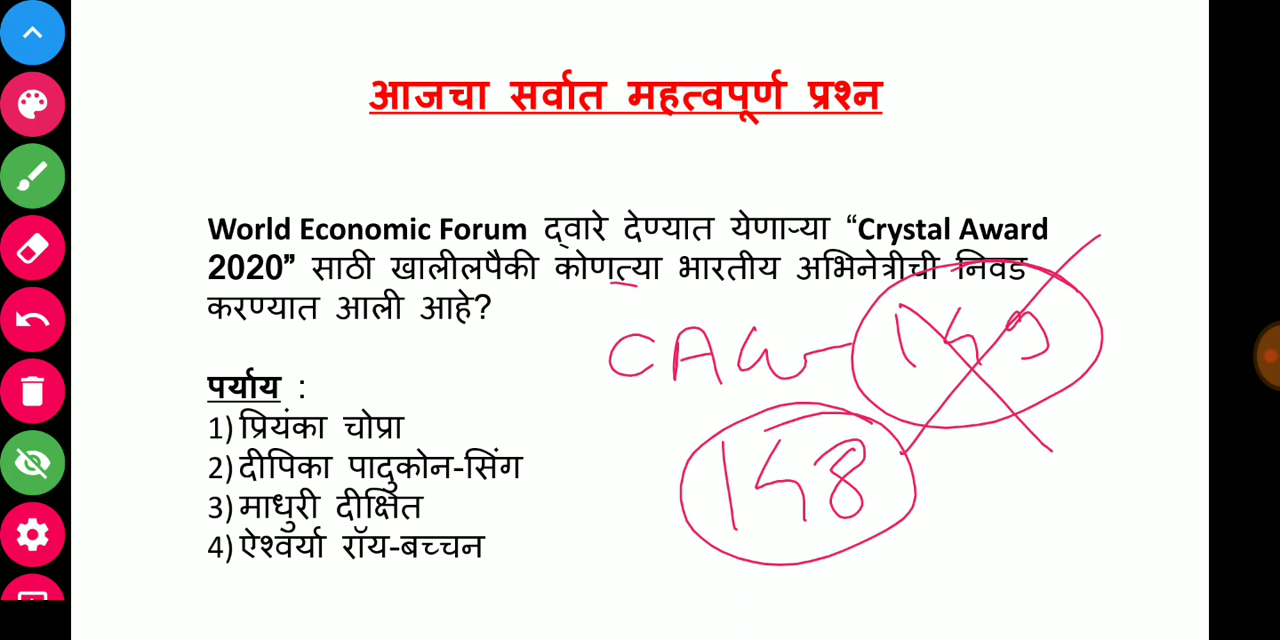 आजचा सर्वात महत्वपूर्ण प्रश्न
World Economic Forum द्वारे देण्यात येणाऱ्या “Crystal Award
2020” साठी खालीलपैकी कोणत्या भारतीय अभिनेत्रीची निवड
करण्यात आली आहे?
CAW
158
पर्याय :
1) प्रियंका चोप्रा
2) दीपिका पादुकोन-सिंग
3) माधुरी दीक्षित
4) ऐश्वर्या रॉय-बच्चन